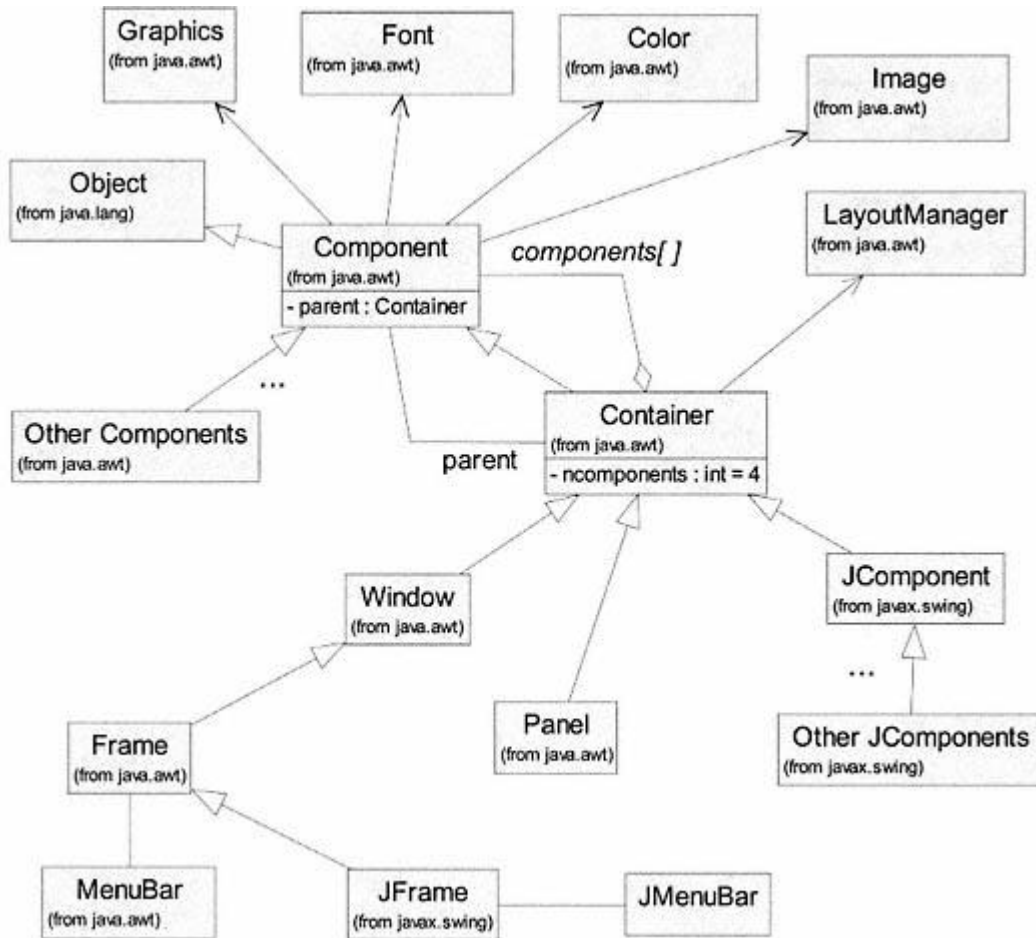 Graphics
(from java.awt)
Font
(from java.awt)
Color
(from java.awt)
Image
(from java.awt)
Object
(from java.lang)
Component
(from java.awt)
- parent : Container
components[ ]
LayoutManager
(from java.awt)
...
Other Components
(from java.awt)
Container
(from java.awt)
- ncomponents : int = 4
parent
Window
(from java.awt)
JComponent
(from javax.swing)
...
Panel
(from java.awt)
Other JComponents
(from javax.swing)
Frame
(from java.awt)
MenuBar
(from java.awt)
JFrame
(from javax.swing)
JMenuBar